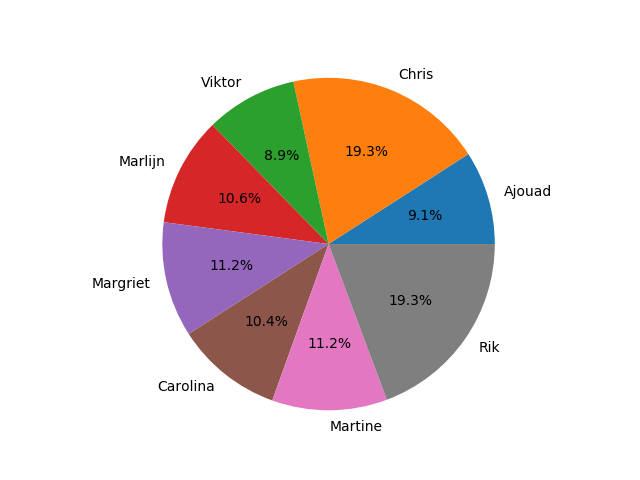 Chris
Viktor
19.3%
8.9%
Marlijn
Ajouad
10.6%
9.1%
Margriet
11.2%
19.3%
10.4%
11.2%
Rik
Carolina
Martine